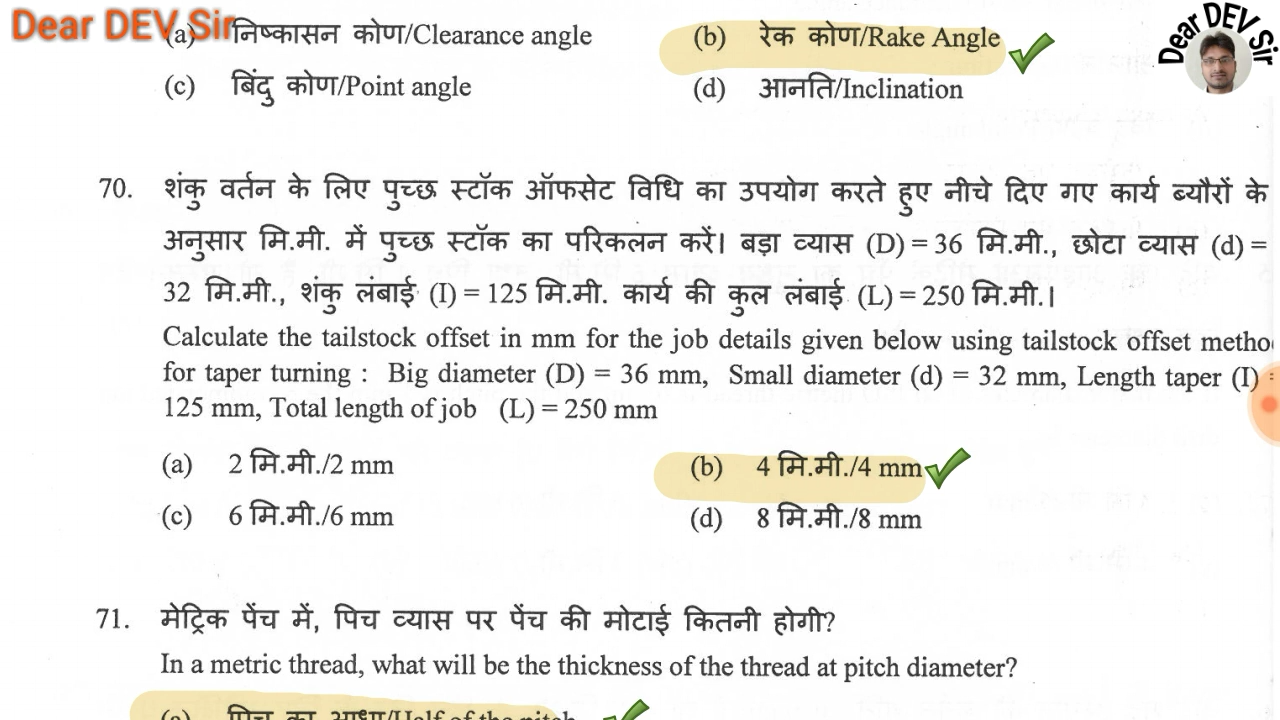 Dear DEV Sir
Dear DEV Sir
(a) निष्कासन कोण/Clearance angle (b) रेक कोण/Rake Angle
(c) बिंदु कोण/Point angle (d) आनति/Inclination
70. शंकु वर्तन के लिए पुच्छ स्टॉक ऑफसेट विधि का उपयोग करते हुए नीचे दिए गए कार्य ब्यौरों के
अनुसार मि.मी. में पुच्छ स्टॉक का परिकलन करें। बड़ा व्यास (D) = 36 मि.मी., छोटा व्यास (d) =
32 मि.मी., शंकु लंबाई (I) = 125 मि.मी. कार्य की कुल लंबाई (L) = 250 मि.मी.।
Calculate the tailstock offset in mm for the job details given below using tailstock offset metho
for taper turning : Big diameter (D) = 36 mm, Small diameter (d) = 32 mm, Length taper (I) =
125 mm, Total length of job (L) = 250 mm
(a) 2 मि.मी./2 mm (b) 4 मि.मी./4 mm
(c) 6 मि.मी./6 mm (d) 8 मि.मी./8 mm
71. मेट्रिक पेंच में, पिच व्यास पर पेंच की मोटाई कितनी होगी?
In a metric thread, what will be the thickness of the thread at pitch diameter?
(a) पिच का आधा/Half of the pitch